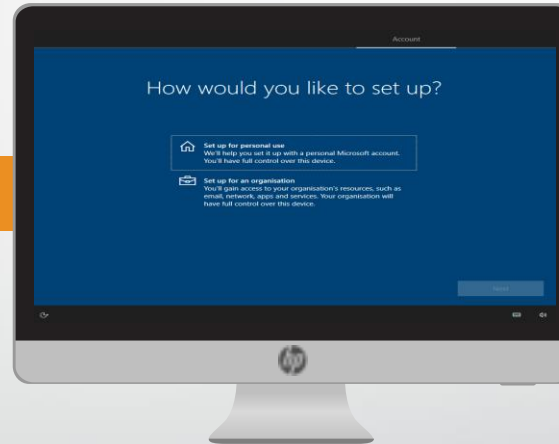 Account
How would you like to set up?
Set up for personal use
We'll help you set it up with a personal Microsoft account.
You'll have full control over this device.
Set up for an organisation
You'll gain access to your organisation's resources, such as
email, network, apps and services. Your organisation will
have full control over this device.
Next
hp